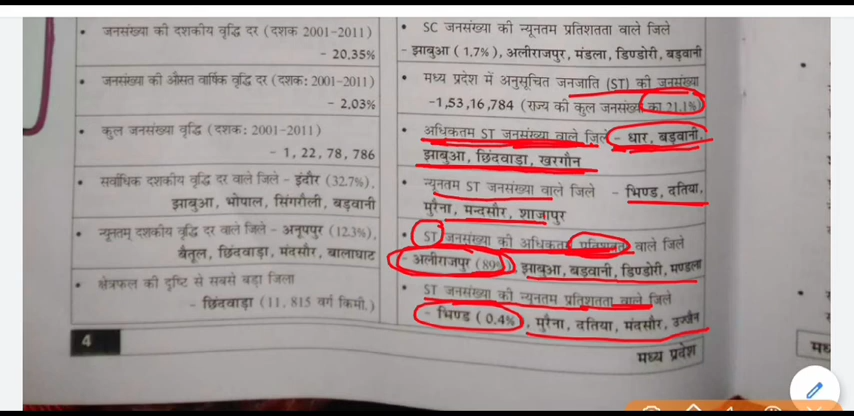 • जनसंख्या की दशकीय वृद्धि दर (दशक 2001-2011)
- 20.35%
• जनसंख्या की औसत वार्षिक वृद्धि दर (दशक: 2001-2011)
- 2.03%
• कुल जनसंख्या वृद्धि (दशक: 2001-2011)
- 1, 22, 78, 786
• सर्वाधिक दशकीय वृद्धि दर वाले जिले - इंदौर (32.7%),
झाबुआ, भोपाल, सिंगरौली, बड़वानी
• न्यूनतम् दशकीय वृद्धि दर वाले जिले - अनूपपुर (12.3%),
बैतूल, छिंदवाड़ा, मंदसौर, बालाघाट
• क्षेत्रफल की दृष्टि से सबसे बड़ा जिला
- छिंदवाड़ा (11, 815 वर्ग किमी.)
4
• SC जनसंख्या की न्यूनतम प्रतिशतता वाले जिले
- झाबुआ (1.7%), अलीराजपुर, मंडला, डिण्डोरी, बड़वानी
• मध्य प्रदेश में अनुसूचित जनजाति (ST) की जनसंख्या
-1,53,16,784 (राज्य की कुल जनसंख्या का 21.1%)
• अधिकतम ST जनसंख्या वाले ज़िले - धार, बड़वानी,
झाबुआ, छिंदवाड़ा, खरगौन
• न्यूनतम ST जनसंख्या वाले जिले - भिण्ड, दतिया,
मुरैना, मन्दसौर, शाजापुर
• ST जनसंख्या की अधिकतम प्रतिशतता वाले जिले
- अलीराजपुर (89%), झाबुआ, बड़वानी, डिण्डोरी, मण्डला
• ST जनसंख्या की न्यूनतम प्रतिशतता वाले जिले
- भिण्ड (0.4%), मुरैना, दतिया, मंदसौर, उज्जैन
मध्य प्रदेश